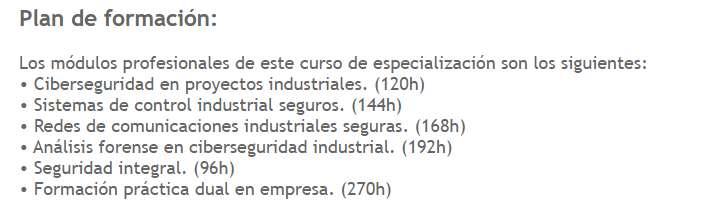 Plan de formación:
Los módulos profesionales de este curso de especialización son los siguientes:
• Ciberseguridad en proyectos industriales. (120h)
• Sistemas de control industrial seguros. (144h)
• Redes de comunicaciones industriales seguras. (168h)
• Análisis forense en ciberseguridad industrial. (192h)
• Seguridad integral. (96h)
• Formación práctica dual en empresa. (270h)